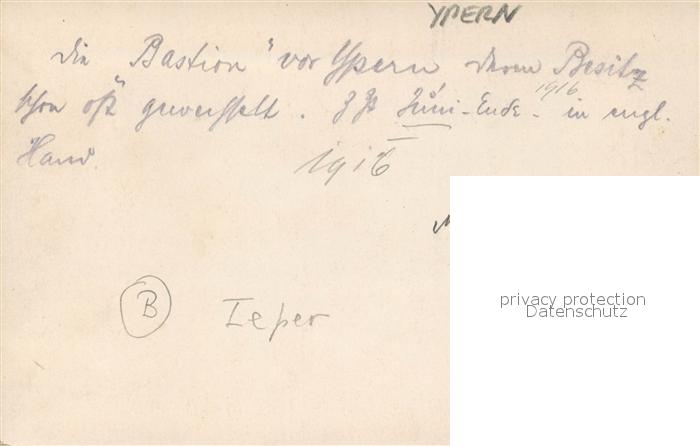 YPERN
die "Bastion" vor Ypern deren Besitz
schon oft gewechselt. z Zt Juni-Ende- 1916 in engl.
Hand.
1916
B
Ieper
privacy protection
Datenschutz